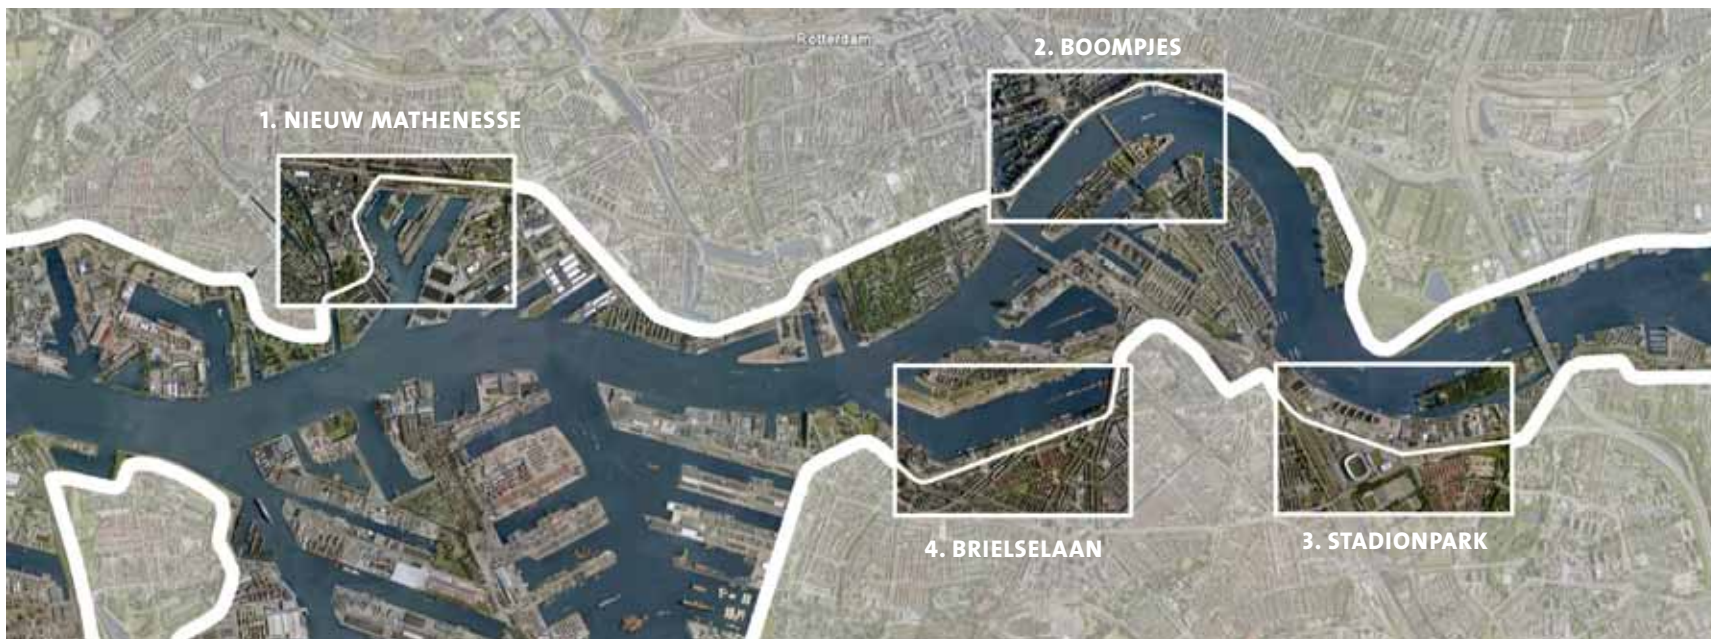 Rotterdam
2. BOOMPJES
1. NIEUW MATHENESSE
4. BRIELSELAAN
3. STADIONPARK